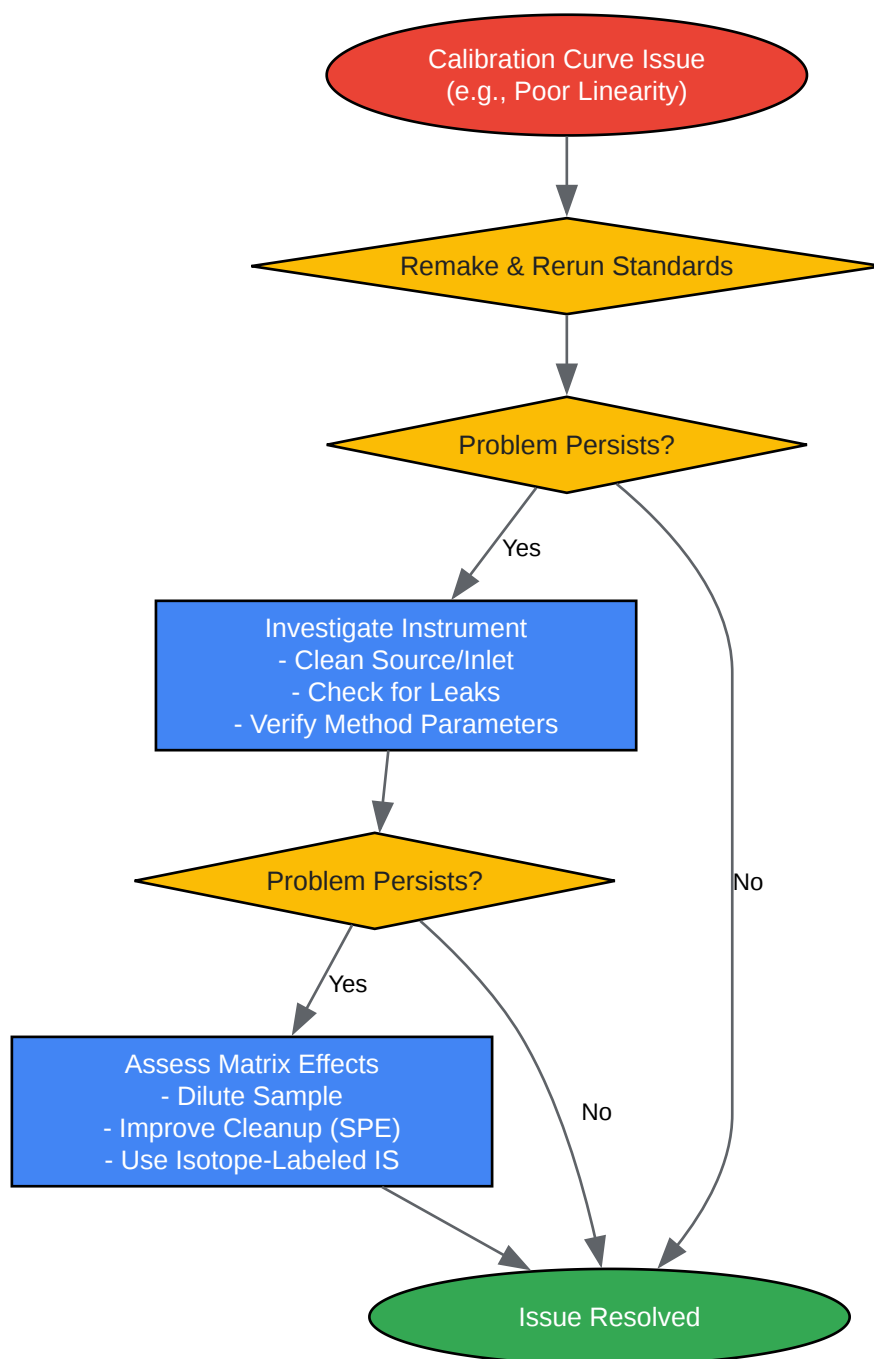 Calibration Curve Issue
(e.g., Poor Linearity)
Remake & Rerun Standards
Problem Persists?
Yes
Investigate Instrument
- Clean Source/Inlet
- Check for Leaks
- Verify Method Parameters
Problem Persists?
No
Yes
Assess Matrix Effects
- Dilute Sample
- Improve Cleanup (SPE)
- Use Isotope-Labeled IS
No
Issue Resolved